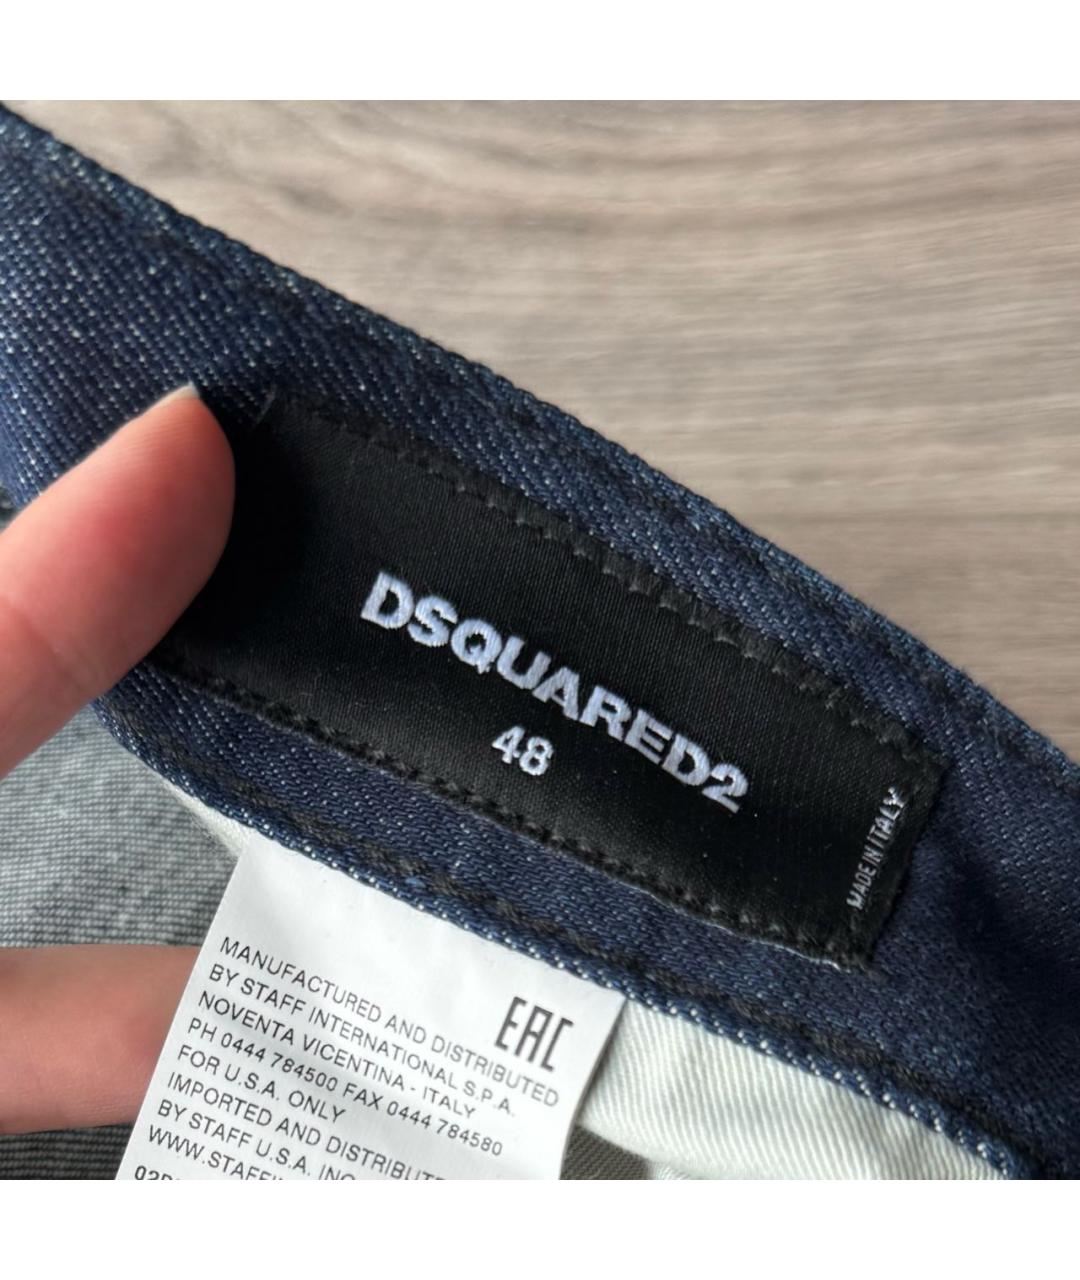 DSQUARED2
48
MADE IN ITALY
EAC
MANUFACTURED AND DISTRIBUTED
BY STAFF INTERNATIONAL S.P.A.
NOVENTA VICENTINA - ITALY
PH 0444 784500 FAX 0444 784580
FOR U.S.A. ONLY
IMPORTED AND DISTRIBUT
BY STAFF U.S.A. INC
WWW.STAFF